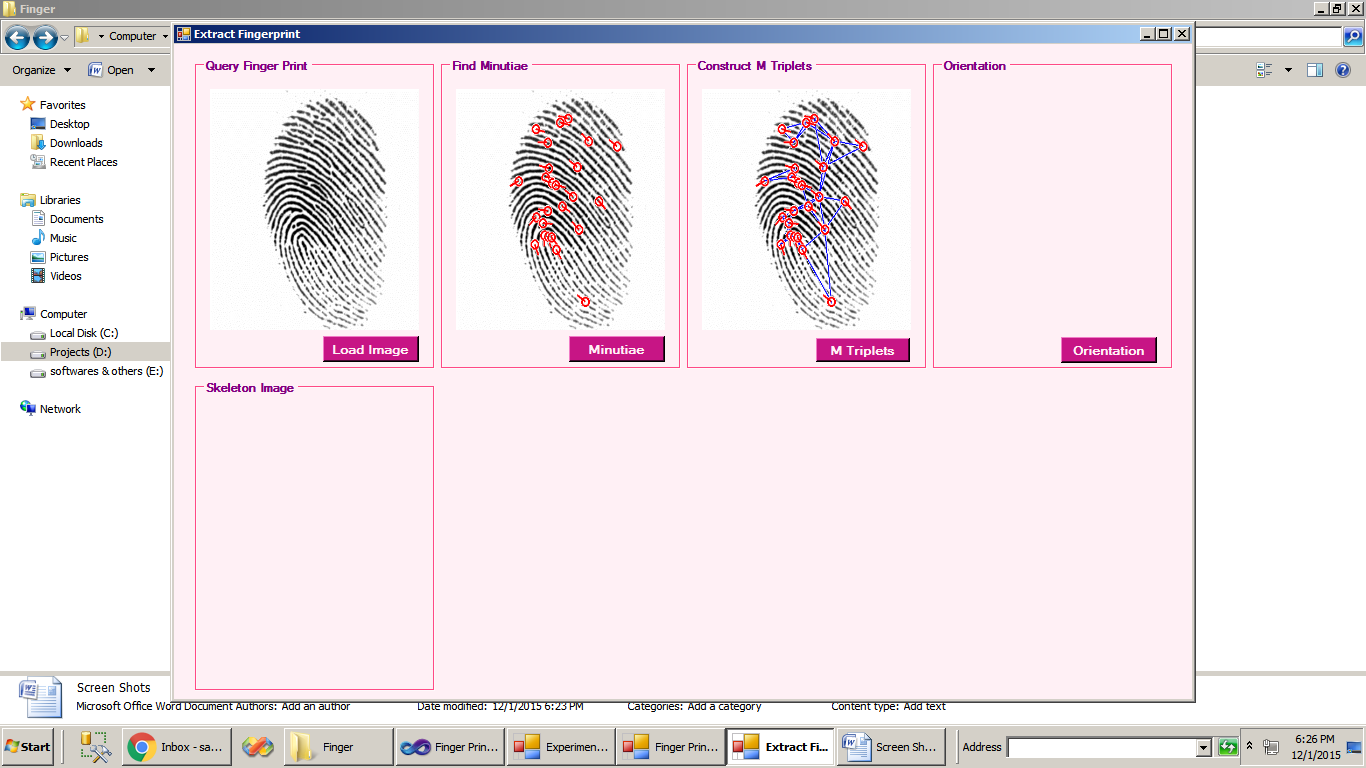 Finger
Computer
Extract Fingerprint
Organize
Open
Favorites
Desktop
Downloads
Recent Places
Libraries
Documents
Music
Pictures
Videos
Computer
Local Disk (C:)
Projects (D:)
softwares & others (E:)
Network
Query Finger Print
Find Minutiae
Construct M Triplets
Orientation
Load Image
Minutiae
M Triplets
Orientation
Skeleton Image
Screen Shots
Microsoft Office Word Document Authors: Add an author Date modified: 12/1/2015 6:23 PM Categories: Add a category Content type: Add text
Start
Inbox - sa...
Finger
Finger Prin...
Experimen...
Finger Prin...
Extract Fi...
Screen Sh...
Address
6:26 PM
12/1/2015